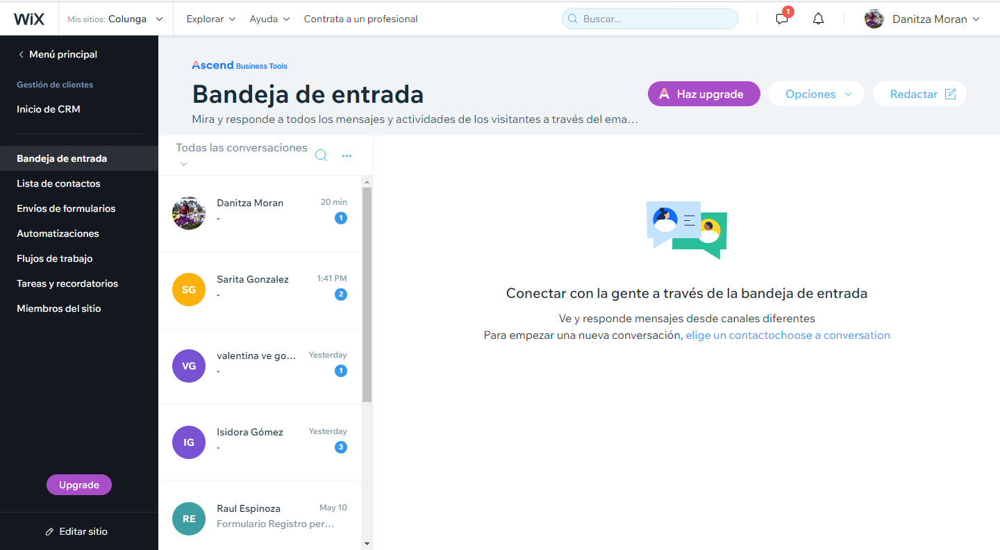 WiX
Mis sitios: Colunga
Explorar
Ayuda
Contrata a un profesional
Buscar...
1
Danitza Moran
Menú principal
Gestión de clientes
Inicio de CRM
Bandeja de entrada
Lista de contactos
Envíos de formularios
Automatizaciones
Flujos de trabajo
Tareas y recordatorios
Miembros del sitio
Upgrade
Editar sitio
Ascend Business Tools
Bandeja de entrada
Mira y responde a todos los mensajes y actividades de los visitantes a través del ema...
A Haz upgrade
Opciones
Redactar
Todas las conversaciones
Danitza Moran 20 min
- 1
SG
Sarita Gonzalez 1:41 PM
- 2
VG
valentina ve go... Yesterday
- 1
IG
Isidora Gómez Yesterday
- 3
RE
Raul Espinoza May 10
Formulario Registro per...
Conectar con la gente a través de la bandeja de entrada
Ve y responde mensajes desde canales diferentes
Para empezar una nueva conversación, elige un contactochoose a conversation